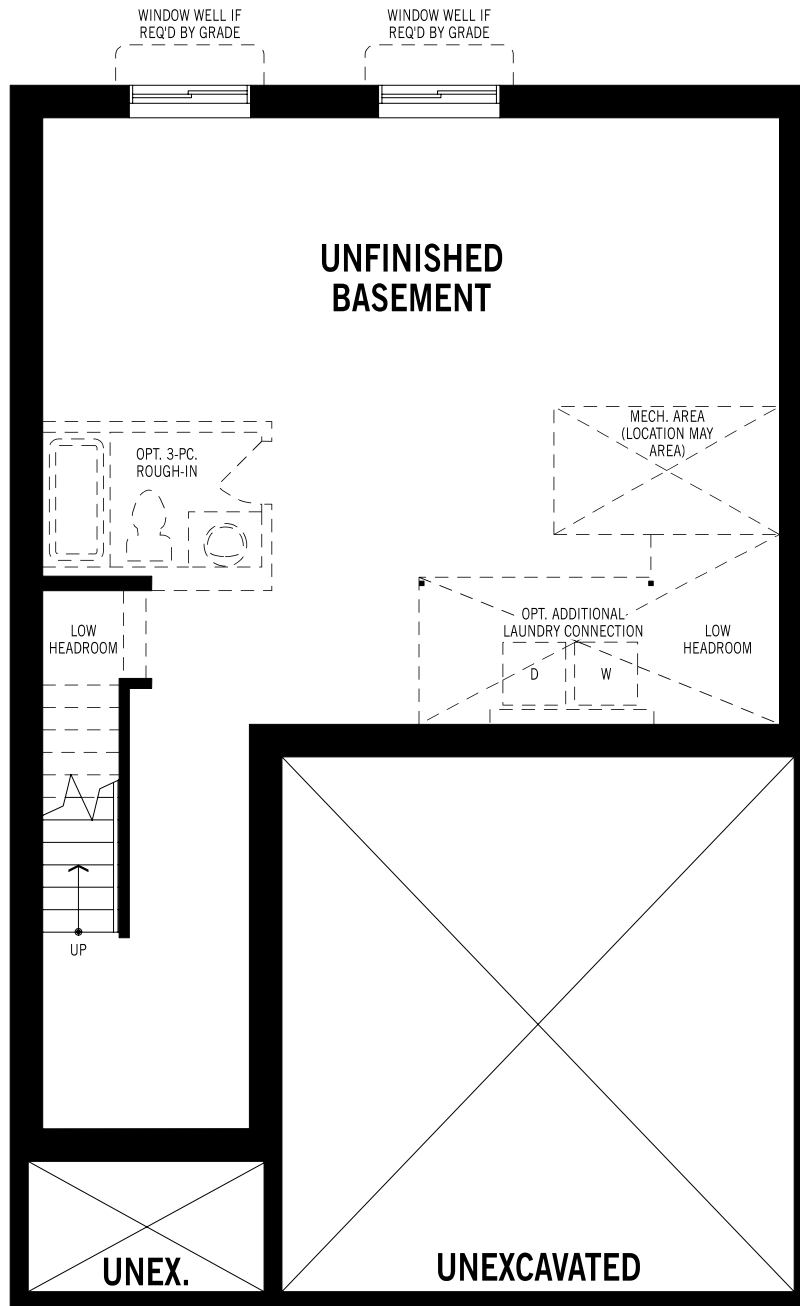 WINDOW WELL IF
REQ'D BY GRADE
WINDOW WELL IF
REQ'D BY GRADE
UNFINISHED
BASEMENT
MECH. AREA
(LOCATION MAY
AREA)
OPT. 3-PC.
ROUGH-IN
OPT. ADDITIONAL
LAUNDRY CONNECTION
LOW
HEADROOM
LOW
HEADROOM
D
W
UP
UNEX.
UNEXCAVATED